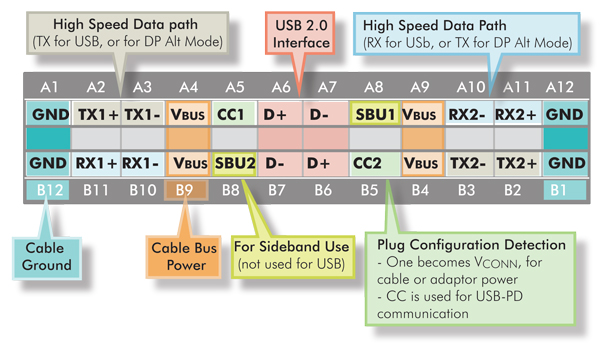 High Speed Data path
(TX for USB, or for DP Alt Mode)
USB 2.0
Interface
High Speed Data Path
(RX for USb, or TX for DP Alt Mode)
A1 A2 A3 A4 A5 A6 A7 A8 A9 A10 A11 A12
GND TX1+ TX1- VBUS CC1 D+ D- SBU1 VBUS RX2- RX2+ GND
GND RX1+ RX1- VBUS SBU2 D- D+ CC2 VBUS TX2- TX2+ GND
B12 B11 B10 B9 B8 B7 B6 B5 B4 B3 B2 B1
Cable
Ground
Cable Bus
Power
For Sideband Use
(not used for USB)
Plug Configuration Detection
- One becomes VCONN, for
cable or adaptor power
- CC is used for USB-PD
communication